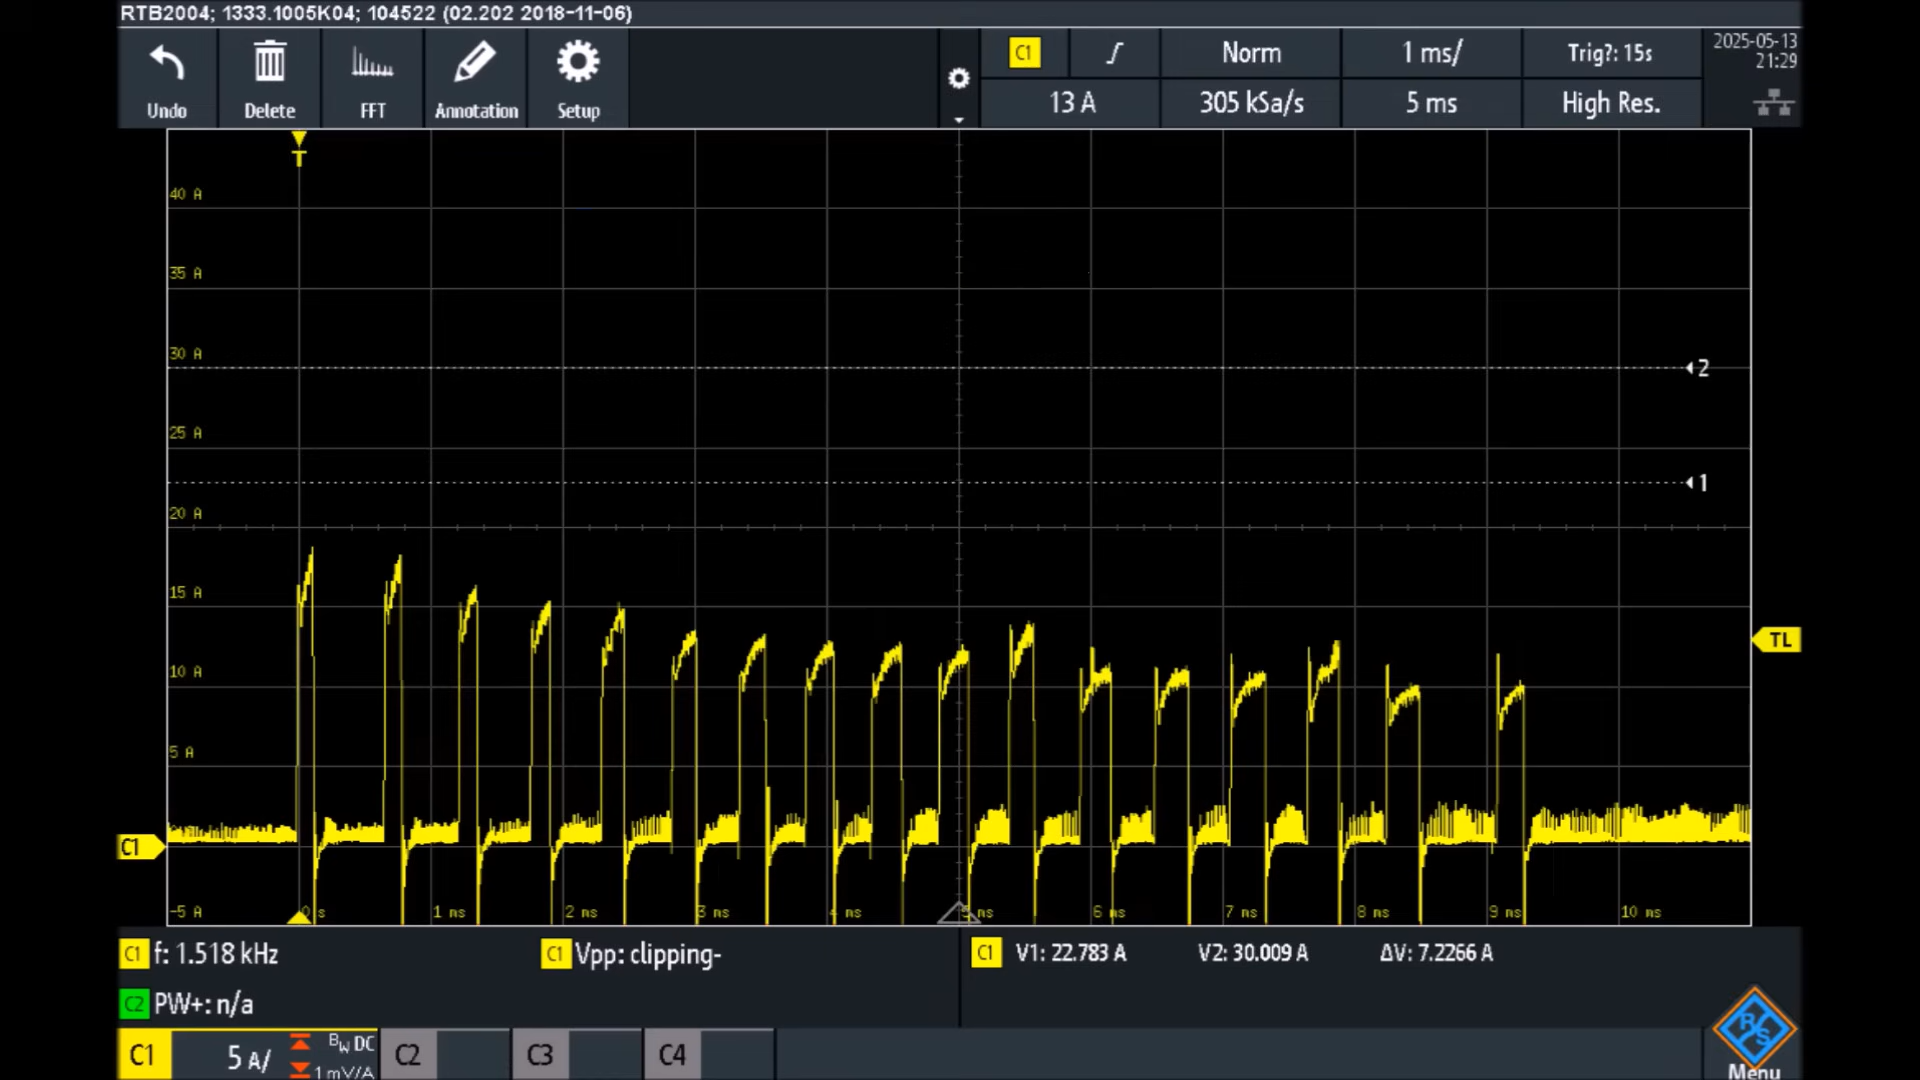 RTB2004; 1333.1005K04; 104522 (02.202 2018-11-06)
Undo
Delete
FFT
Annotation
Setup
C1
Norm
1 ms/
Trig?: 15s
2025-05-13
21:29
13 A
305 kSa/s
5 ms
High Res.
T
40 A
35 A
30 A
2
25 A
1
20 A
15 A
TL
10 A
5 A
C1
-5 A
0 s
1 ms
2 ms
3 ms
4 ms
5 ms
6 ms
7 ms
8 ms
9 ms
10 ms
C1 f: 1.518 kHz
C1 Vpp: clipping-
C1 V1: 22.783 A
V2: 30.009 A
ΔV: 7.2266 A
C2 PW+: n/a
C1
5 A/
BW DC
1 mV/A
C2
C3
C4
R/S
Menu